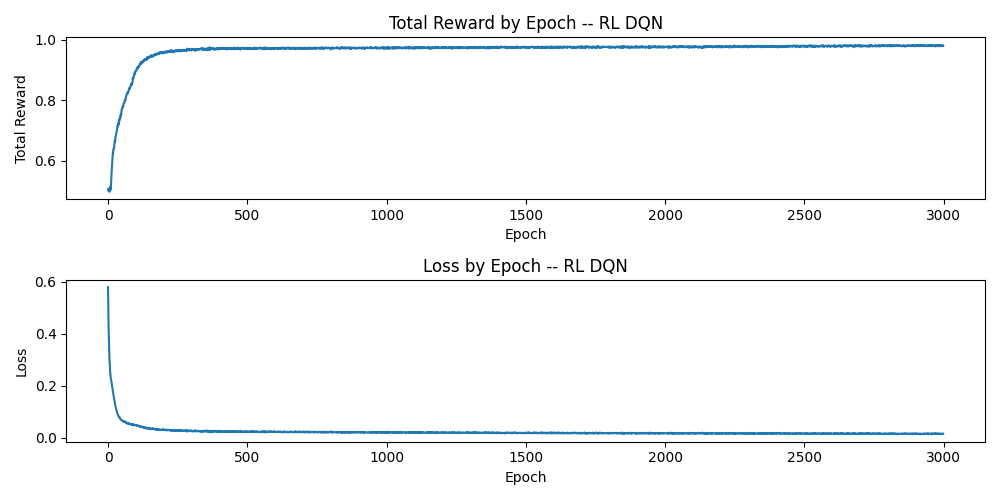 Total Reward by Epoch -- RL DQN
1.0
0.8
0.6
Total Reward
0 500 1000 1500 2000 2500 3000
Epoch
Loss by Epoch -- RL DQN
0.6
0.4
0.2
0.0
Loss
0 500 1000 1500 2000 2500 3000
Epoch